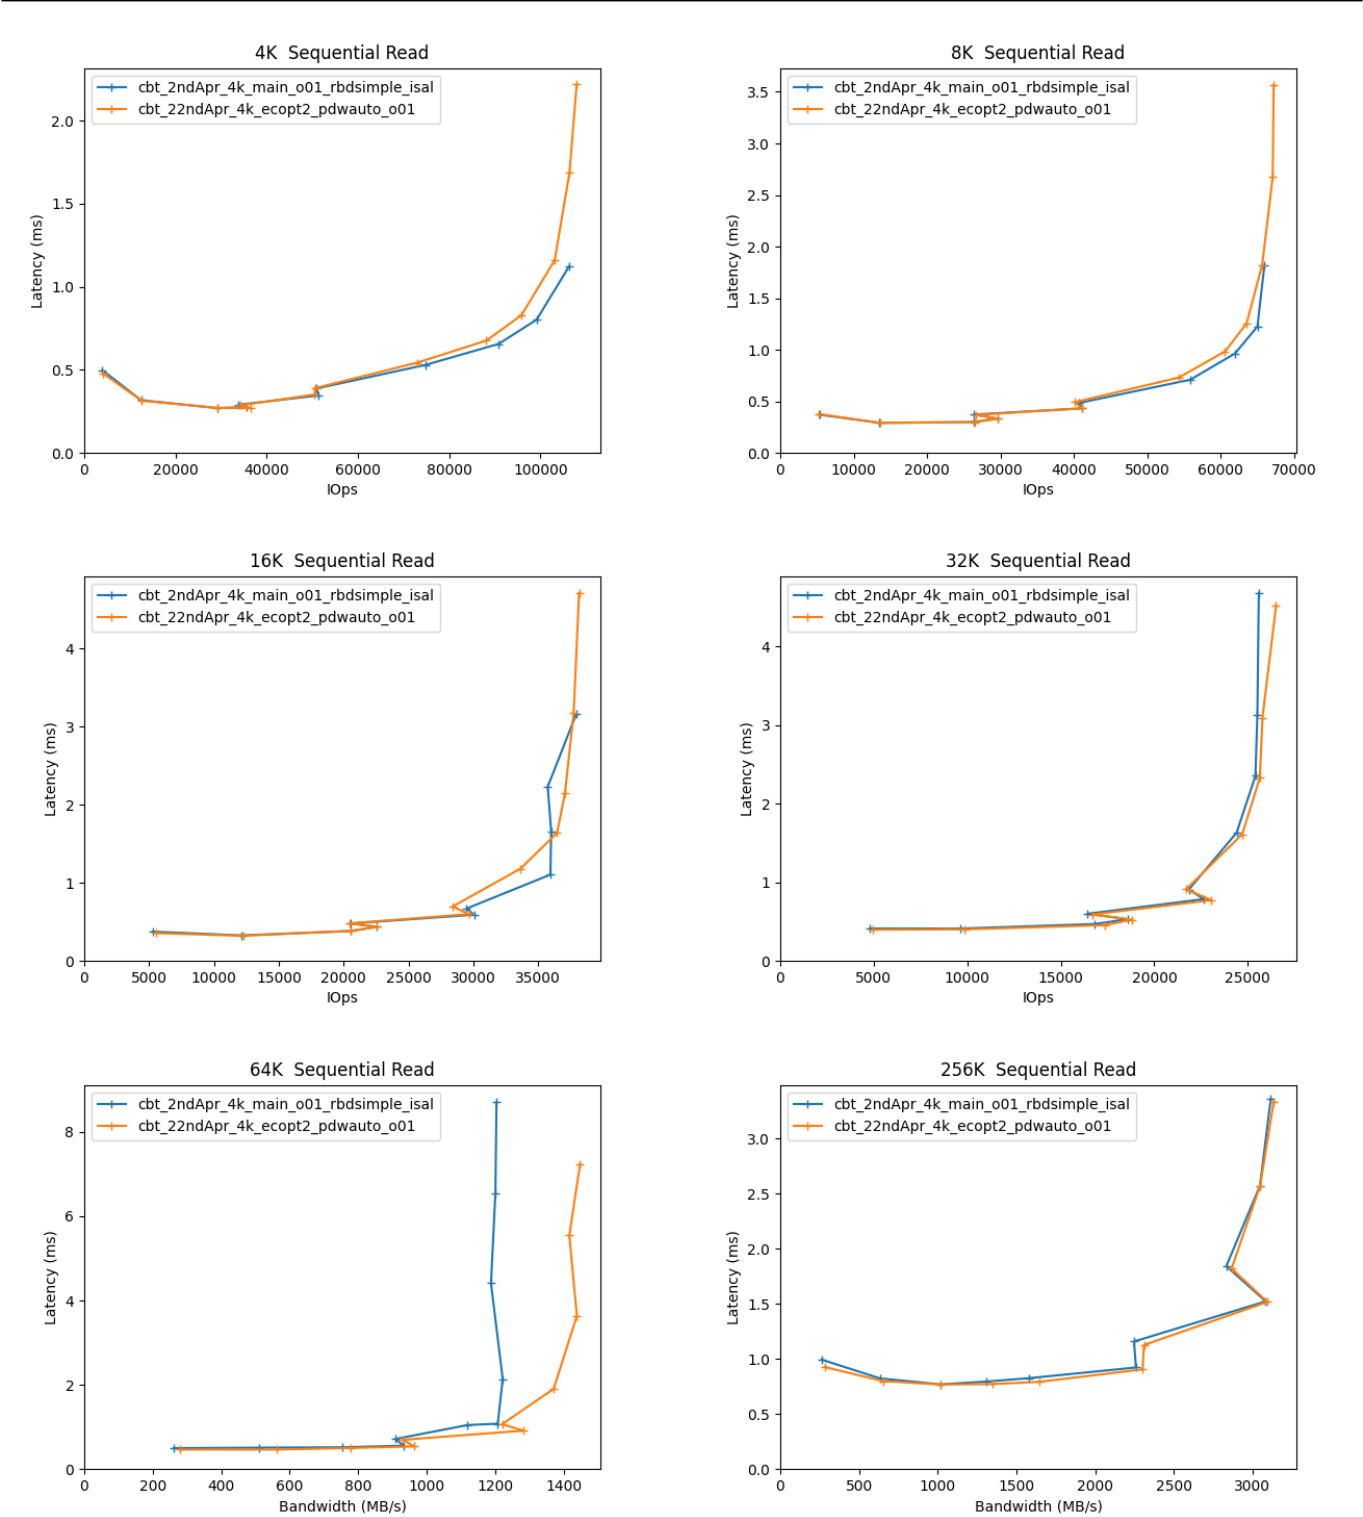 4K  Sequential Read
cbt_2ndApr_4k_main_o01_rbdsimple_isal
cbt_22ndApr_4k_ecopt2_pdwauto_o01
Latency (ms)
2.0
1.5
1.0
0.5
0.0
0 20000 40000 60000 80000 100000
IOps
8K  Sequential Read
cbt_2ndApr_4k_main_o01_rbdsimple_isal
cbt_22ndApr_4k_ecopt2_pdwauto_o01
Latency (ms)
3.5
3.0
2.5
2.0
1.5
1.0
0.5
0.0
0 10000 20000 30000 40000 50000 60000 70000
IOps
16K  Sequential Read
cbt_2ndApr_4k_main_o01_rbdsimple_isal
cbt_22ndApr_4k_ecopt2_pdwauto_o01
Latency (ms)
4
3
2
1
0
0 5000 10000 15000 20000 25000 30000 35000
IOps
32K  Sequential Read
cbt_2ndApr_4k_main_o01_rbdsimple_isal
cbt_22ndApr_4k_ecopt2_pdwauto_o01
Latency (ms)
4
3
2
1
0
0 5000 10000 15000 20000 25000
IOps
64K  Sequential Read
cbt_2ndApr_4k_main_o01_rbdsimple_isal
cbt_22ndApr_4k_ecopt2_pdwauto_o01
Latency (ms)
8
6
4
2
0
0 200 400 600 800 1000 1200 1400
Bandwidth (MB/s)
256K  Sequential Read
cbt_2ndApr_4k_main_o01_rbdsimple_isal
cbt_22ndApr_4k_ecopt2_pdwauto_o01
Latency (ms)
3.0
2.5
2.0
1.5
1.0
0.5
0.0
0 500 1000 1500 2000 2500 3000
Bandwidth (MB/s)